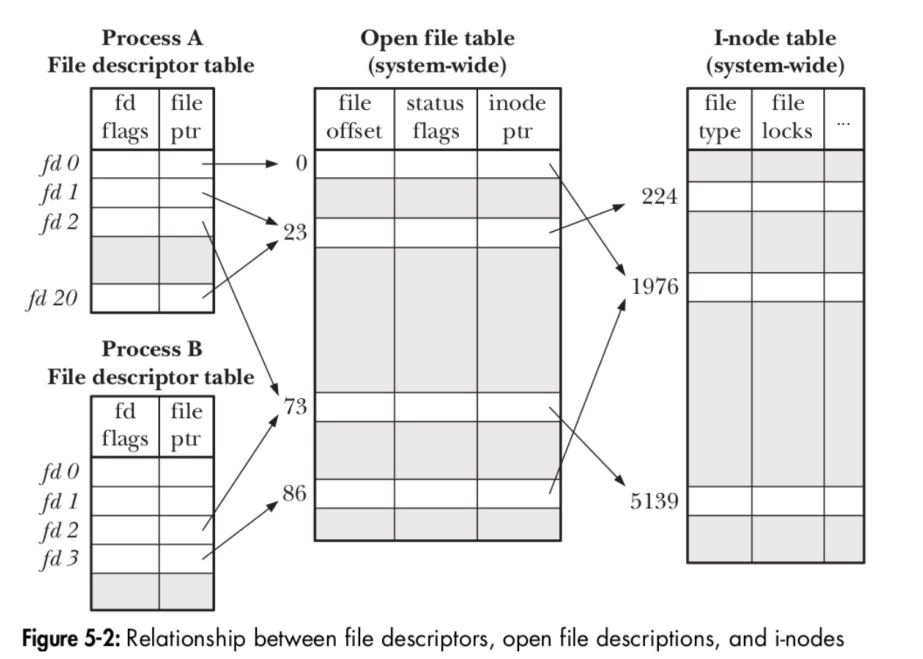 Process A
File descriptor table
fd flags
file ptr
fd 0
fd 1
fd 2
fd 20
Process B
File descriptor table
fd flags
file ptr
fd 0
fd 1
fd 2
fd 3
Open file table
(system-wide)
file offset
status flags
inode ptr
0
23
73
86
I-node table
(system-wide)
file type
file locks
...
224
1976
5139
Figure 5-2: Relationship between file descriptors, open file descriptions, and i-nodes